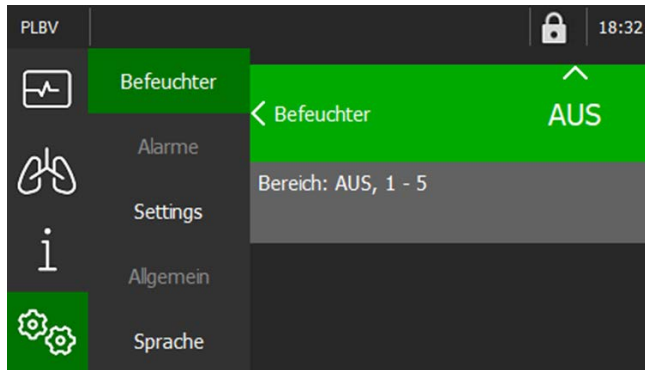 PLBV
18:32
Befeuchter
Alarme
Settings
Allgemein
Sprache
Befeuchter
AUS
Bereich: AUS, 1 - 5